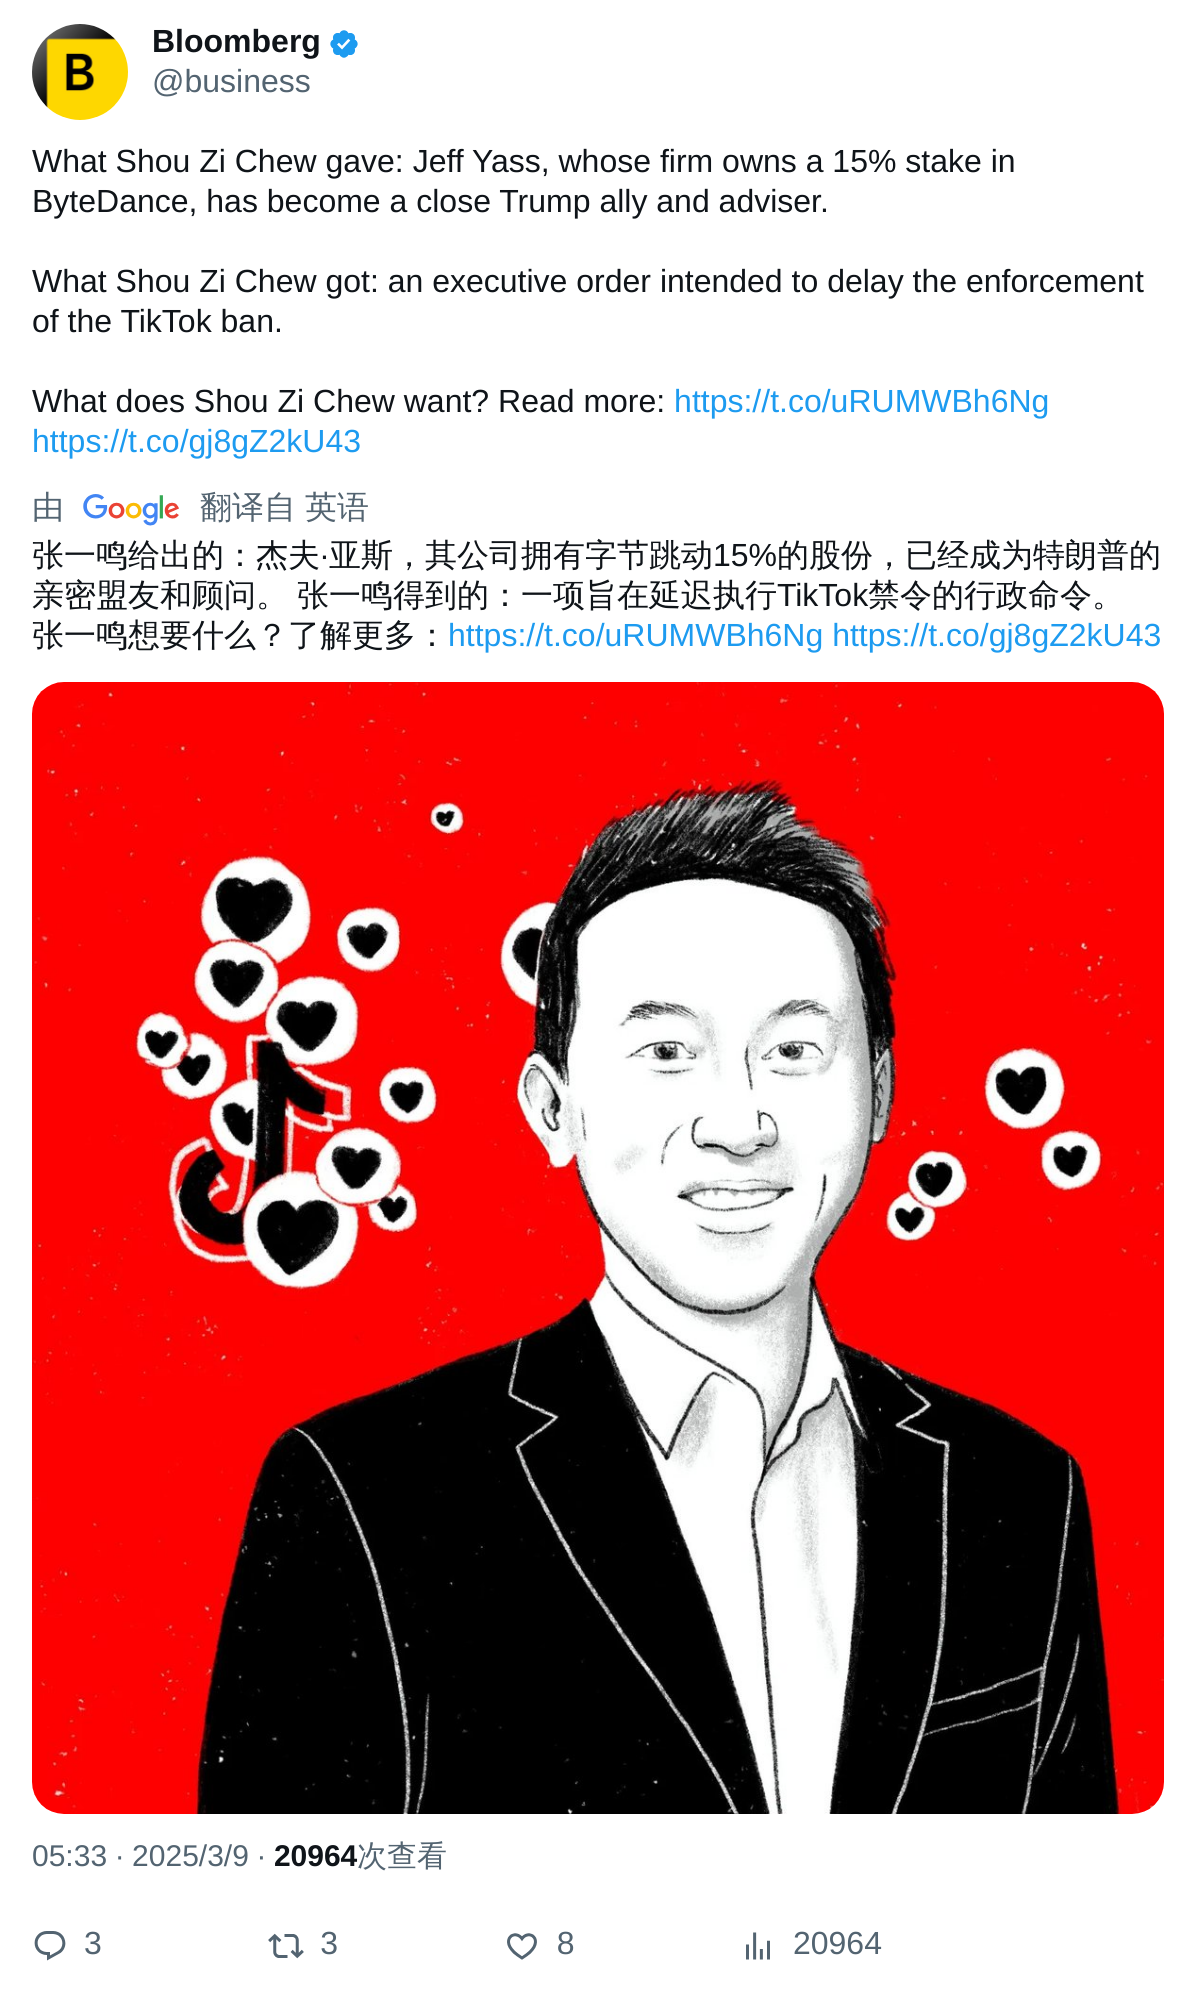 B
Bloomberg
@business
What Shou Zi Chew gave: Jeff Yass, whose firm owns a 15% stake in
ByteDance, has become a close Trump ally and adviser.
What Shou Zi Chew got: an executive order intended to delay the enforcement
of the TikTok ban.
What does Shou Zi Chew want? Read more: https://t.co/uRUMWBh6Ng
https://t.co/gj8gZ2kU43
由 Google 翻译自 英语
张一鸣给出的：杰夫·亚斯，其公司拥有字节跳动15%的股份，已经成为特朗普的
亲密盟友和顾问。 张一鸣得到的：一项旨在延迟执行TikTok禁令的行政命令。
张一鸣想要什么？了解更多：https://t.co/uRUMWBh6Ng https://t.co/gj8gZ2kU43
05:33 · 2025/3/9 · 20964次查看
3 3 8 20964